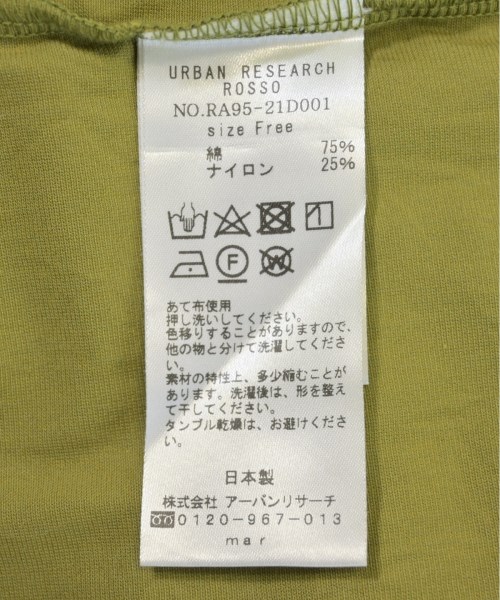 URBAN RESEARCH
ROSSO
NO.RA95-21D001
size Free
綿 75%
ナイロン 25%
F
W
あて布使用
押し洗いしてください。
色移りすることがありますので、
他の物と分けて洗濯してくださ
い。
素材の特性上、多少縮むことが
あります。洗濯後は、形を整え
て干してください。
タンブル乾燥は、お避けくださ
い。
日本製
株式会社 アーバンリサーチ
0120-967-013
mar